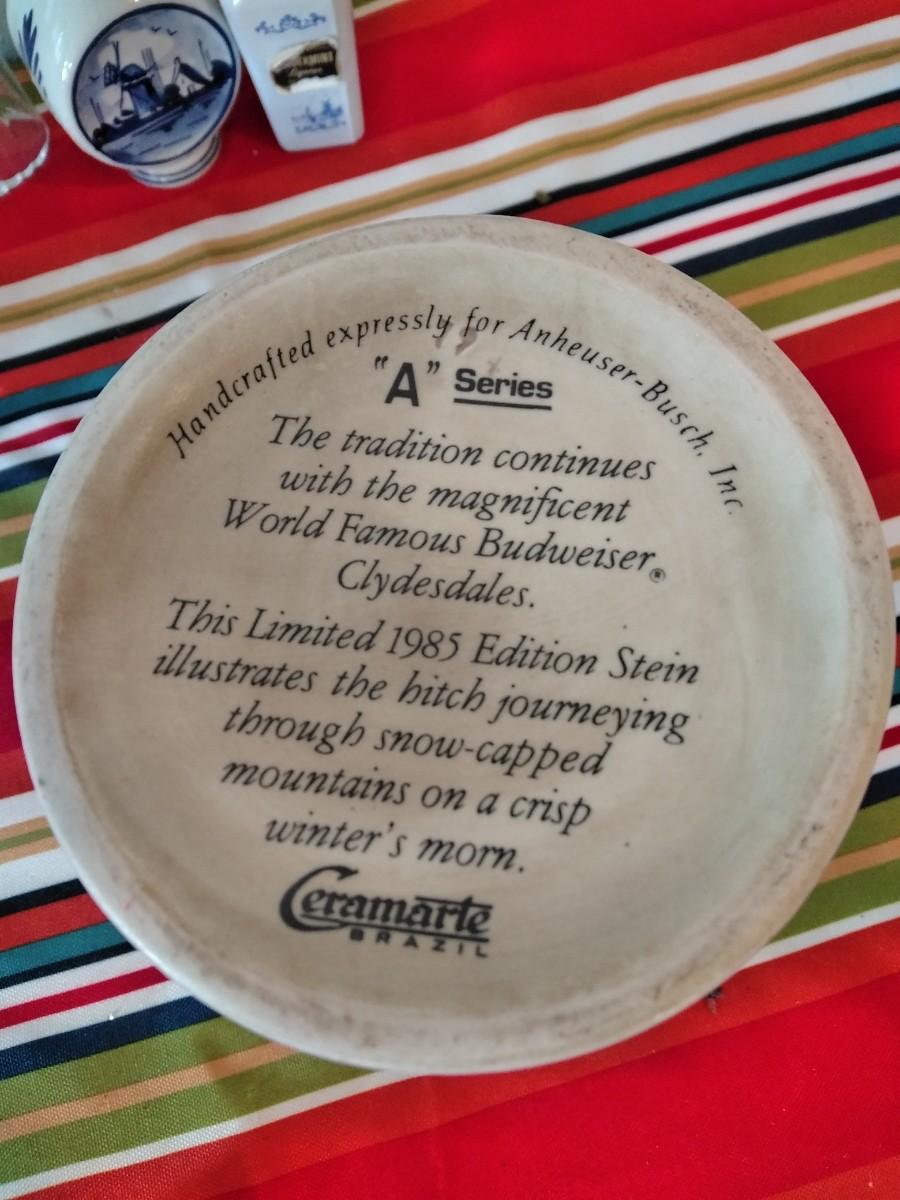 Handcrafted expressly for Anheuser-Busch, Inc.
"A" Series
The tradition continues
with the magnificent
World Famous Budweiser®
Clydesdales.
This Limited 1985 Edition Stein
illustrates the hitch journeying
through snow-capped
mountains on a crisp
winter's morn.
Ceramarte
BRAZIL